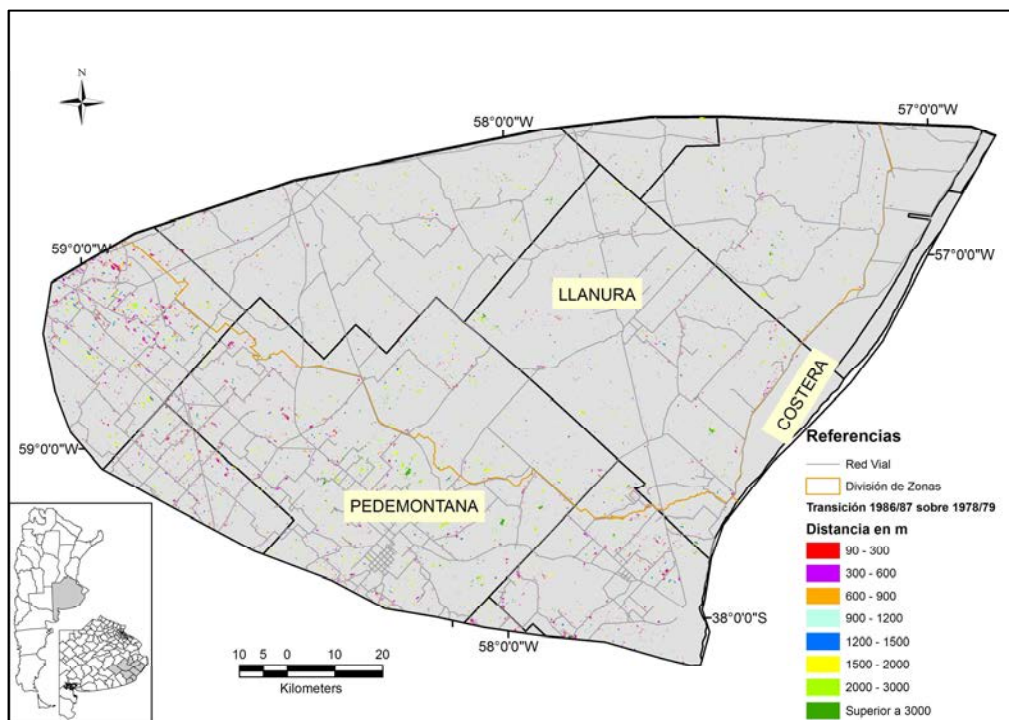 N
58°0'0"W
57°0'0"W
59°0'0"W
57°0'0"W
LLANURA
COSTERA
PEDEMONTANA
59°0'0"W
58°0'0"W
38°0'0"S
Referencias
Red Vial
División de Zonas
Transición 1986/87 sobre 1978/79
Distancia en m
90 - 300
300 - 600
600 - 900
900 - 1200
1200 - 1500
1500 - 2000
2000 - 3000
Superior a 3000
10 5 0 10 20
Kilometers